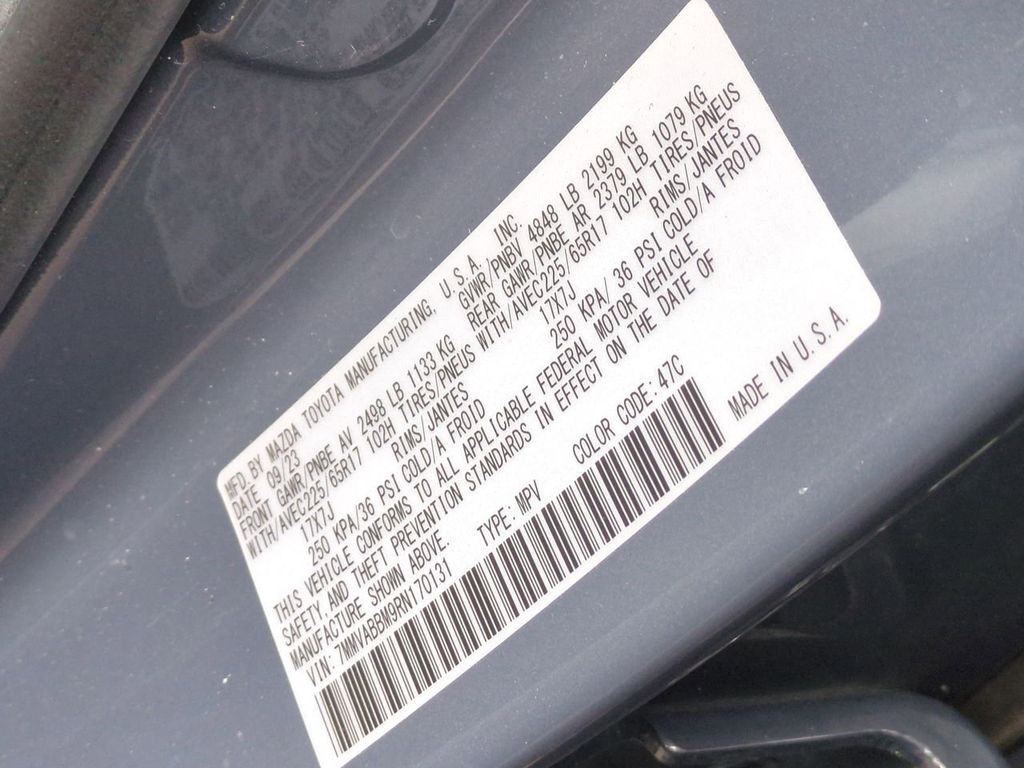 MFD. BY MAZDA TOYOTA MANUFACTURING, U.S.A. INC.
DATE 09/23 GVWR/PNBV 4848 LB 2199 KG
FRONT GAWR/PNBE AV 2498 LB 1133 KG REAR GAWR/PNBE AR 2379 LB 1079 KG
WITH/AVEC225/65R17 102H TIRES/PNEUS WITH/AVEC225/65R17 102H TIRES/PNEUS
17X7J RIMS/JANTES 17X7J RIMS/JANTES
250 KPA/36 PSI COLD/A FROID 250 KPA/ 36 PSI COLD/A FROID
THIS VEHICLE CONFORMS TO ALL APPLICABLE FEDERAL MOTOR VEHICLE
SAFETY AND THEFT PREVENTION STANDARDS IN EFFECT ON THE DATE OF
MANUFACTURE SHOWN ABOVE.
VIN: 7MMVABBM9RN170131 TYPE: MPV COLOR CODE: 47C
MADE IN U.S.A.